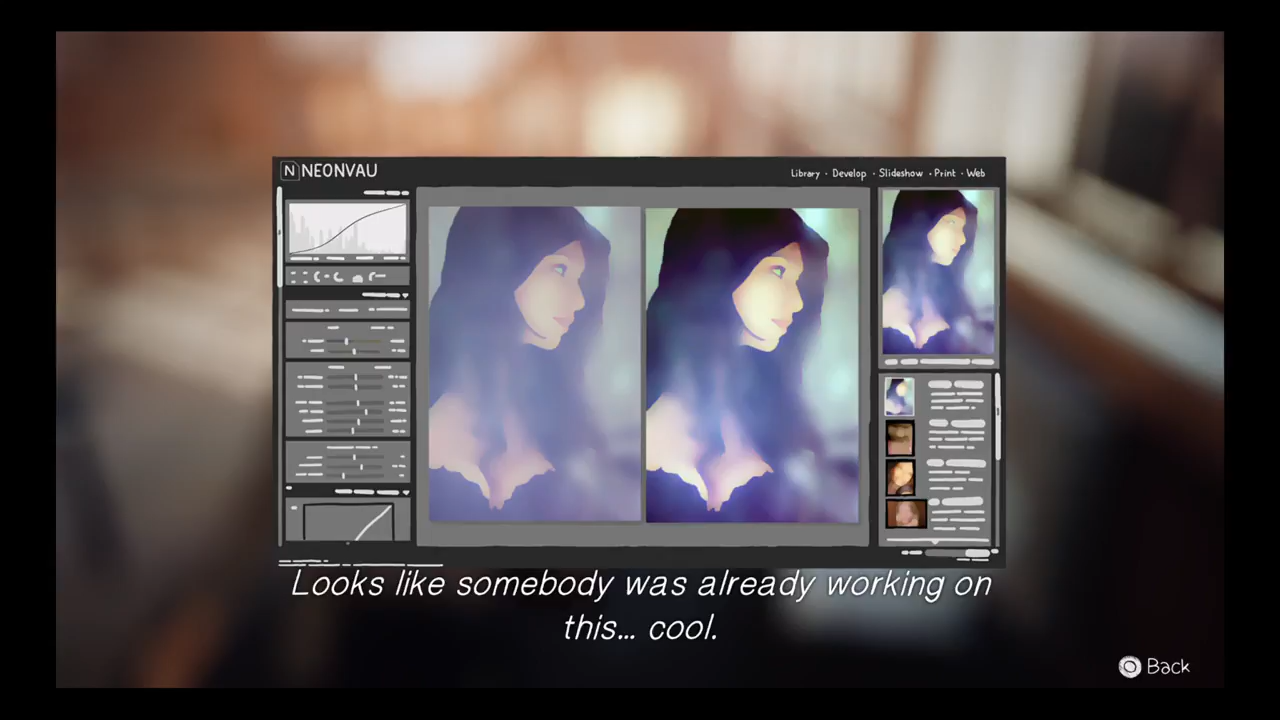 N NEONVAU
Library · Develop · Slideshow · Print · Web
Looks like somebody was already working on
this... cool.
Back